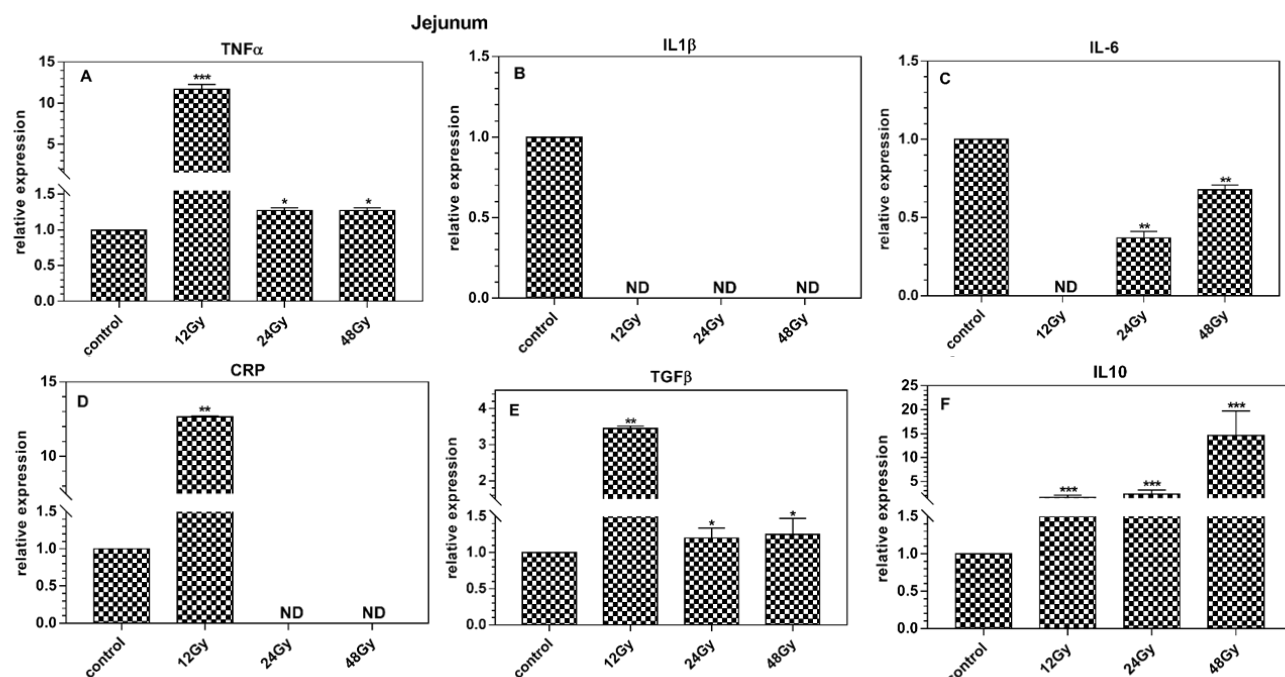 Jejunum
TNFα
A
relative expression
15
10
5
1.5
1.0
0.5
0.0
***
*
*
control
12Gy
24Gy
48Gy
IL1β
B
relative expression
1.5
1.0
0.5
0.0
ND
ND
ND
control
12Gy
24Gy
48Gy
IL-6
C
relative expression
1.5
1.0
0.5
0.0
ND
**
**
control
12Gy
24Gy
48Gy
CRP
D
relative expression
15
10
1.5
1.0
0.5
0.0
**
ND
ND
control
12Gy
24Gy
48Gy
TGFβ
E
relative expression
4
3
2
1.5
1.0
0.5
0.0
**
*
*
control
12Gy
24Gy
48Gy
IL10
F
relative expression
25
20
15
10
5
1.5
1.0
0.5
0.0
***
***
***
control
12Gy
24Gy
48Gy